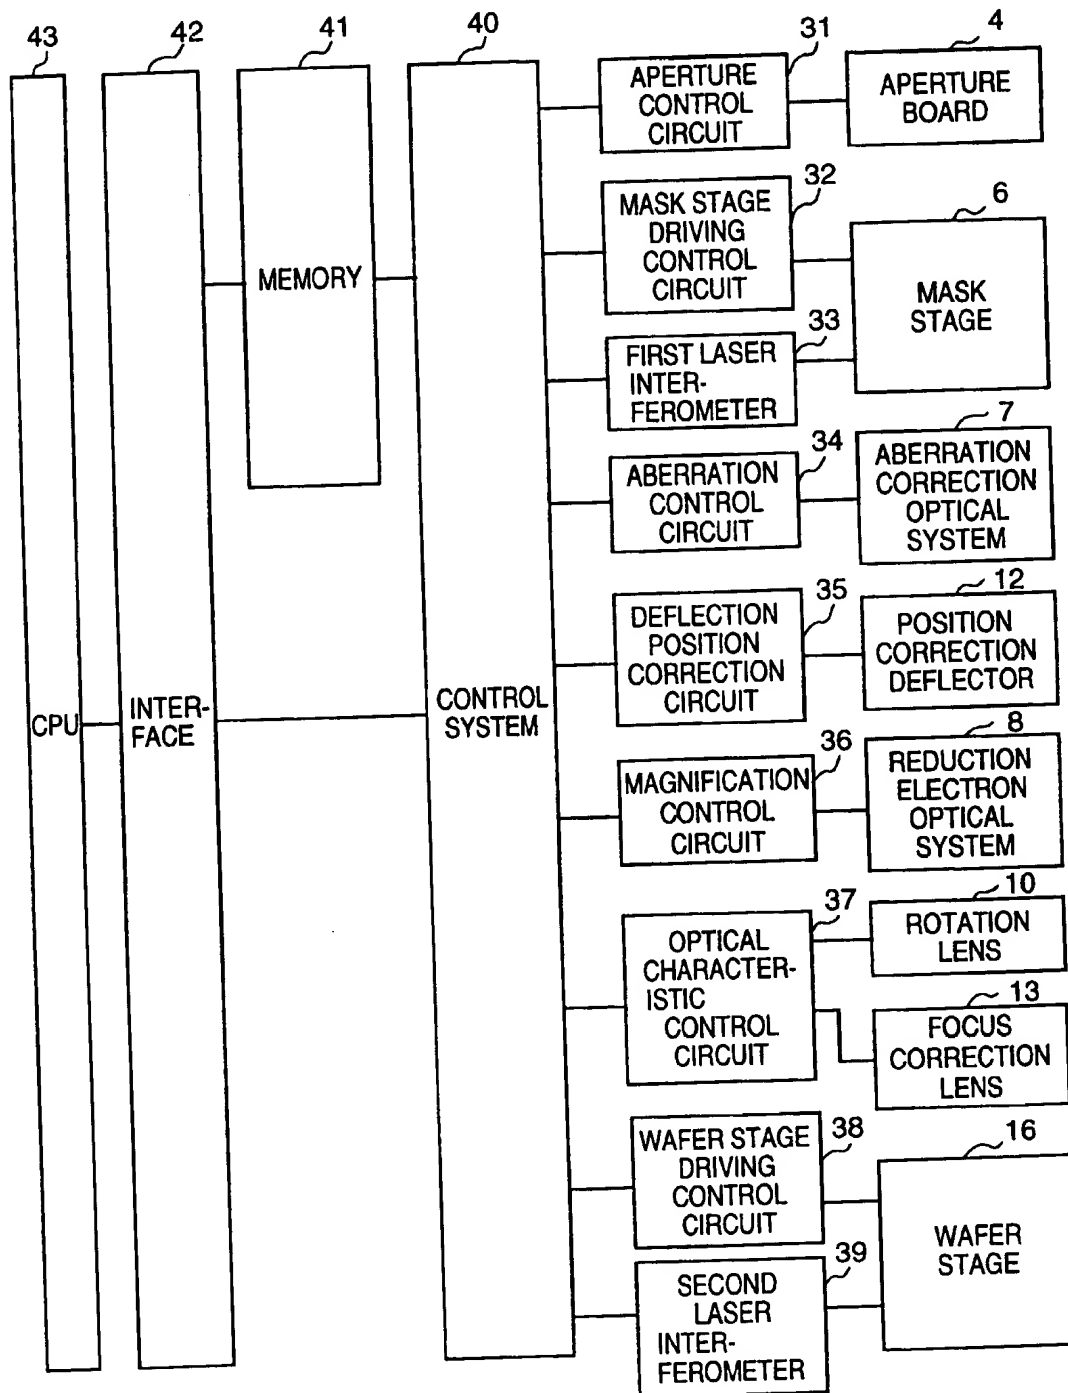 43
42
41
40
31
4
APERTURE
CONTROL
CIRCUIT
APERTURE
BOARD
32
MASK STAGE
DRIVING
CONTROL
CIRCUIT
6
MASK
STAGE
MEMORY
33
FIRST LASER
INTER-
FEROMETER
34
ABERRATION
CONTROL
CIRCUIT
7
ABERRATION
CORRECTION
OPTICAL
SYSTEM
35
DEFLECTION
POSITION
CORRECTION
CIRCUIT
12
POSITION
CORRECTION
DEFLECTOR
CPU
INTER-
FACE
CONTROL
SYSTEM
36
MAGNIFICATION
CONTROL
CIRCUIT
8
REDUCTION
ELECTRON
OPTICAL
SYSTEM
37
OPTICAL
CHARACTER-
ISTIC
CONTROL
CIRCUIT
10
ROTATION
LENS
13
FOCUS
CORRECTION
LENS
38
WAFER STAGE
DRIVING
CONTROL
CIRCUIT
16
WAFER
STAGE
39
SECOND
LASER
INTER-
FEROMETER